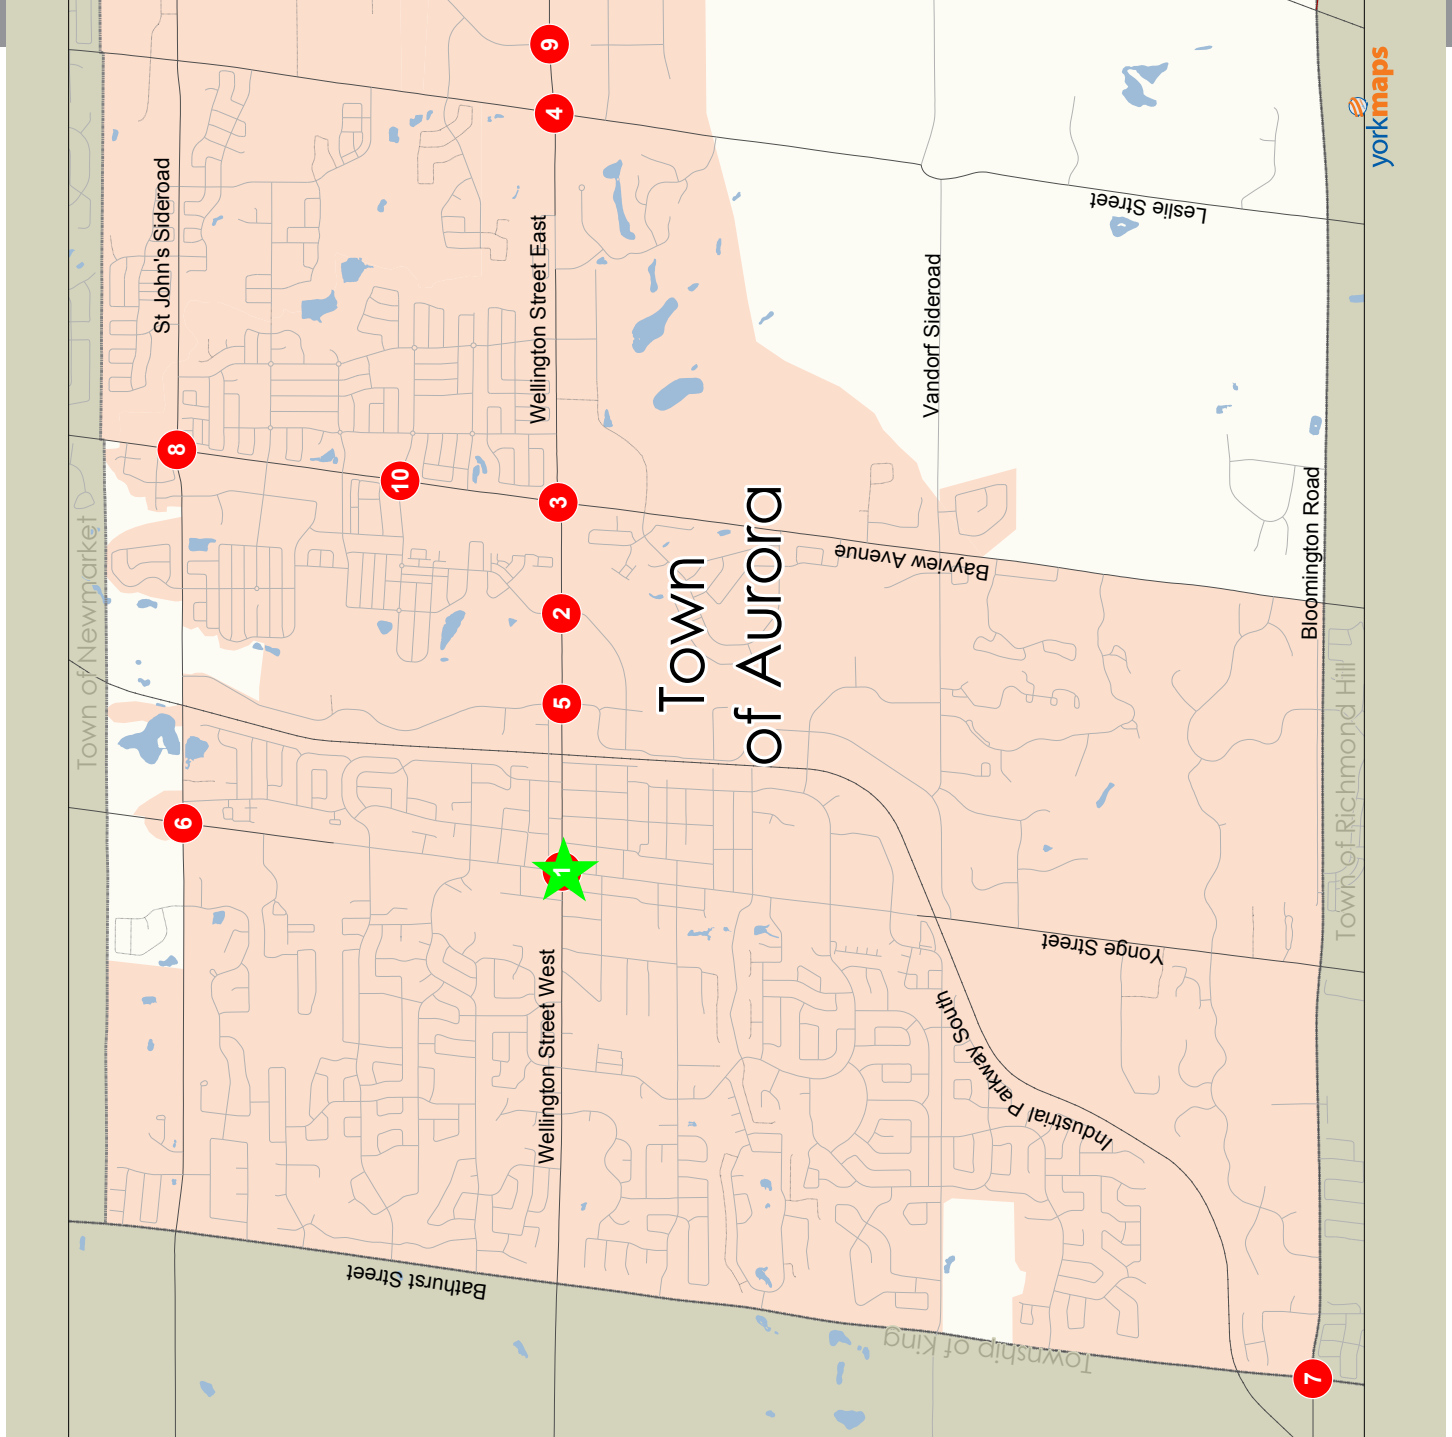 9
4
yorkmaps
St John's Sideroad
Leslie Street
Wellington Street East
Vandorf Sideroad
8
10
3
Town of Newmarket
Bayview Avenue
Bloomington Road
2
Town
of Aurora
5
Town of Richmond Hill
6
1
Yonge Street
Wellington Street West
Industrial Parkway South
Bathurst Street
Township of King
7